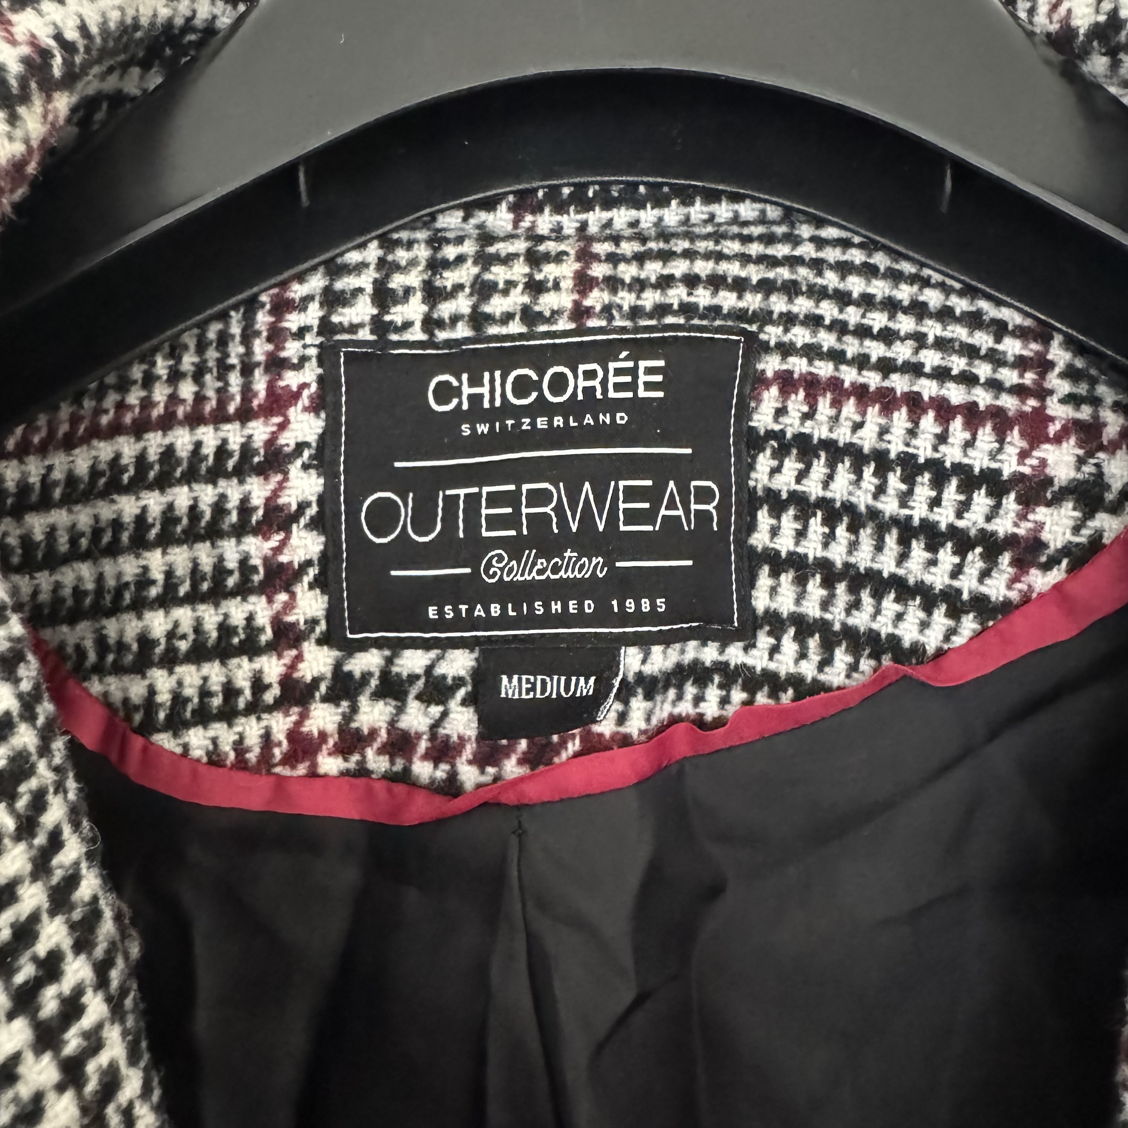 CHICORÉE
SWITZERLAND
OUTERWEAR
Collection
ESTABLISHED 1985
MEDIUM